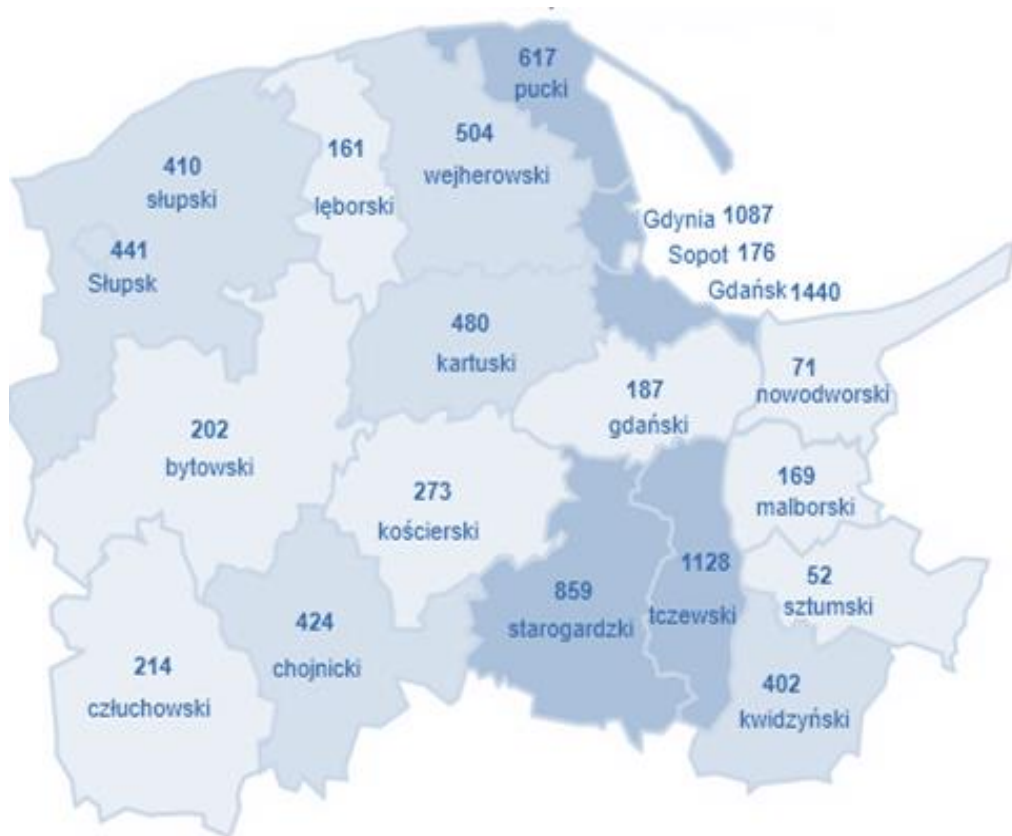 617
pucki
504
wejherowski
161
lęborski
410
słupski
441
Słupsk
Gdynia 1087
Sopot 176
Gdańsk 1440
480
kartuski
71
nowodworski
187
gdański
202
bytowski
273
kościerski
169
malborski
52
sztumski
1128
tczewski
859
starogardzki
424
chojnicki
214
człuchowski
402
kwidzyński